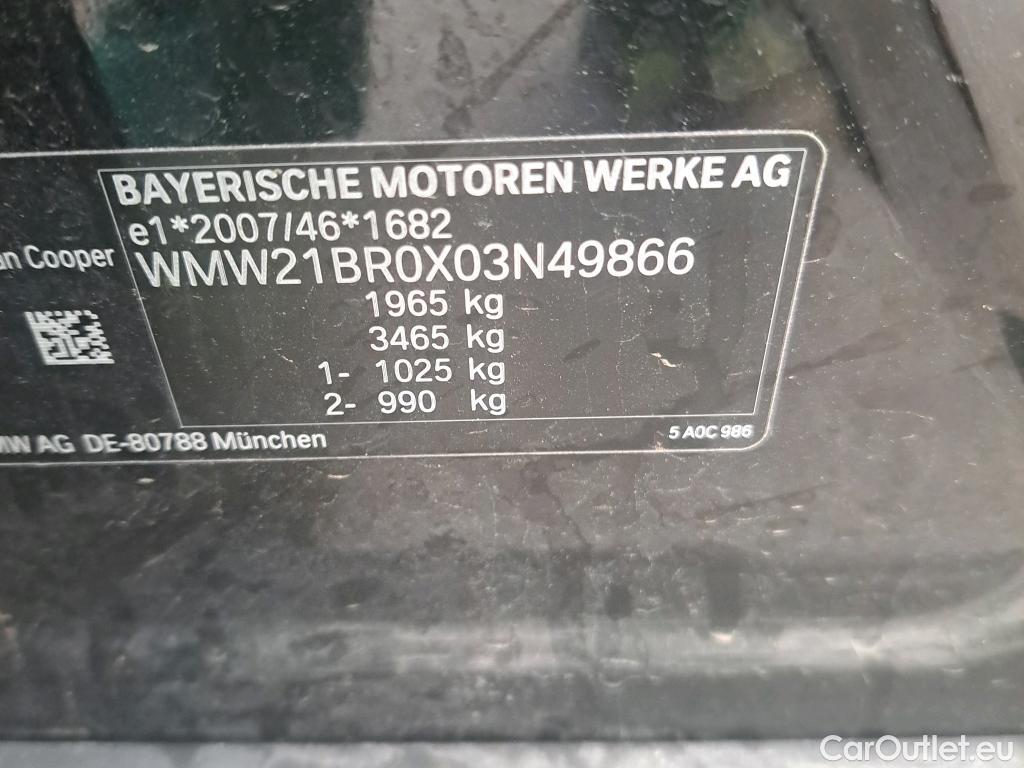 BAYERISCHE MOTOREN WERKE AG
e1*2007/46*1682
Cooper WMW21BR0X03N49866
1965 kg
3465 kg
1- 1025 kg
2- 990 kg
AG DE-80788 München
5 A0C 986
CarOutlet.eu